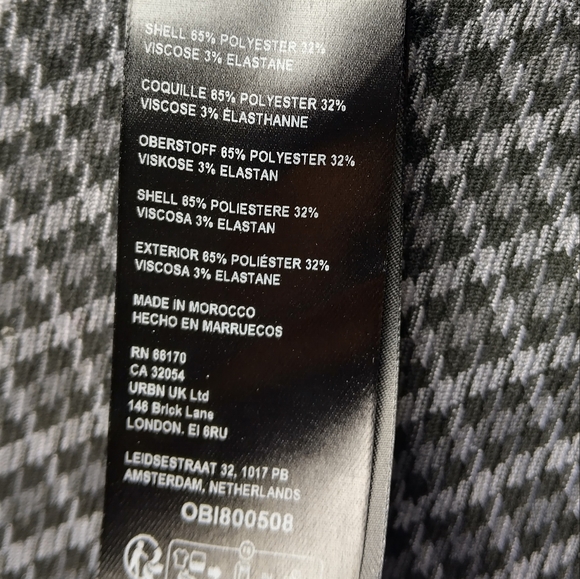 SHELL 65% POLYESTER 32%
VISCOSE 3% ELASTANE
COQUILLE 65% POLYESTER 32%
VISCOSE 3% ÉLASTHANNE
OBERSTOFF 65% POLYESTER 32%
VISKOSE 3% ELASTAN
SHELL 65% POLIESTERE 32%
VISCOSA 3% ELASTAN
EXTERIOR 65% POLIÉSTER 32%
VISCOSA 3% ELASTANE
MADE IN MOROCCO
HECHO EN MARRUECOS
RN 66170
CA 32054
URBN UK Ltd
146 Brick Lane
LONDON. EI 6RU
LEIDSESTRAAT 32, 1017 PB
AMSTERDAM, NETHERLANDS
OBI800508